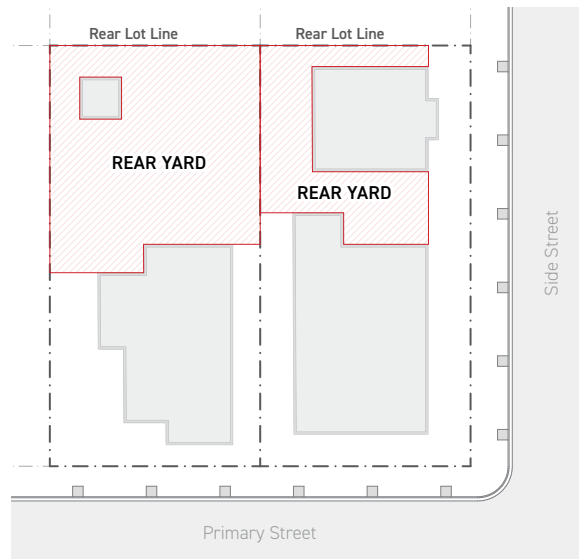 Rear Lot Line
Rear Lot Line
REAR YARD
REAR YARD
Side Street
Primary Street